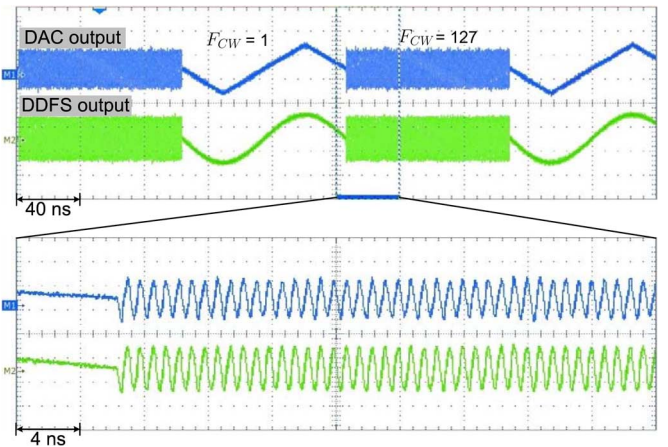 DAC output
F_CW = 1
F_CW = 127
M1
DDFS output
M2
40 ns
M1
M2
4 ns